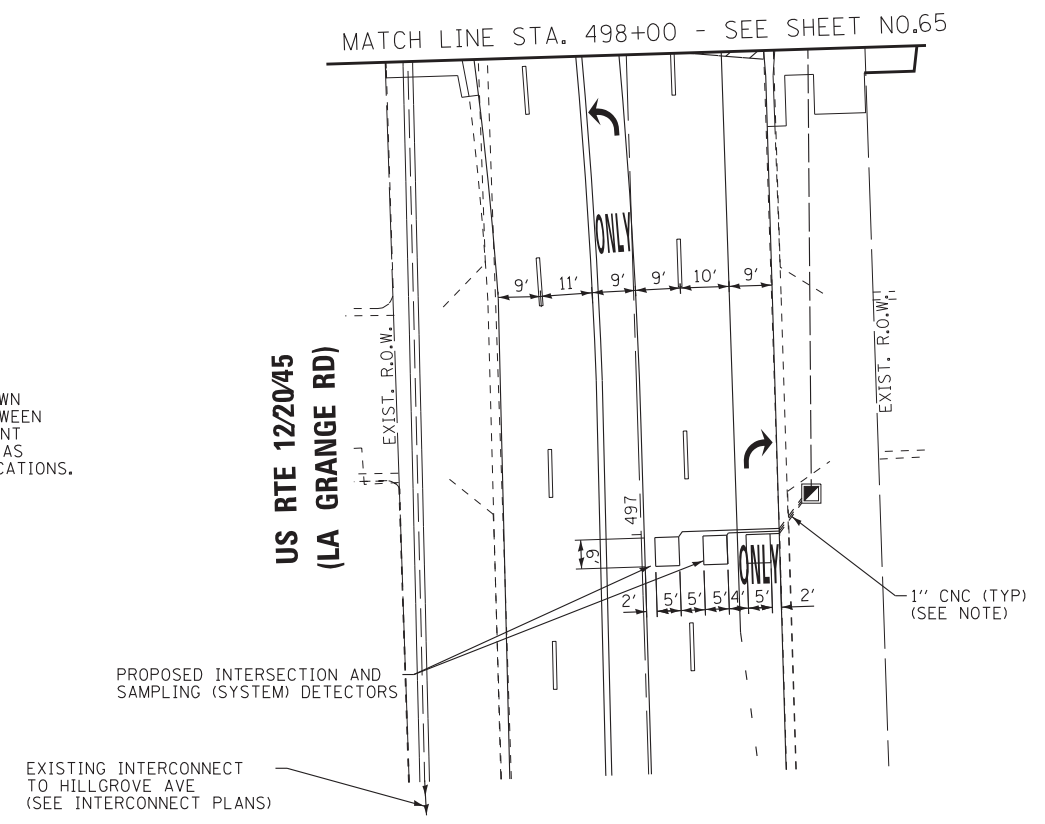 MATCH LINE STA. 498+00 - SEE SHEET NO.65
ONLY
9' 11' 9' 9' 10' 9'
EXIST. R.O.W.
EXIST. R.O.W.
US RTE 12/20/45
(LA GRANGE RD)
WN
WEEN
NT
AS
CATIONS.
497
6'
ONLY
2' 5' 5' 5' 4' 5' 2'
1'' CNC (TYP)
(SEE NOTE)
PROPOSED INTERSECTION AND
SAMPLING (SYSTEM) DETECTORS
EXISTING INTERCONNECT
TO HILLGROVE AVE
(SEE INTERCONNECT PLANS)